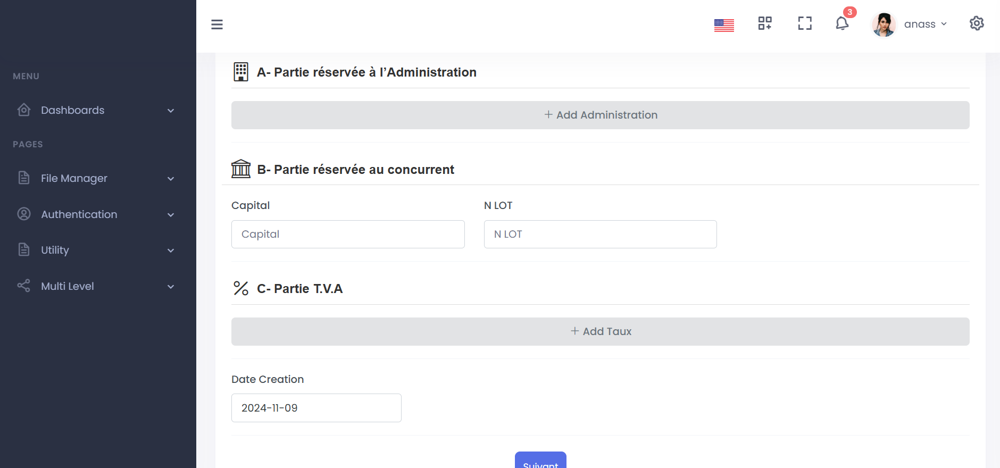 3
anass
MENU
Dashboards
PAGES
File Manager
Authentication
Utility
Multi Level
A- Partie réservée à l’Administration
+ Add Administration
B- Partie réservée au concurrent
Capital
N LOT
Capital
N LOT
C- Partie T.V.A
+ Add Taux
Date Creation
2024-11-09
Suivant